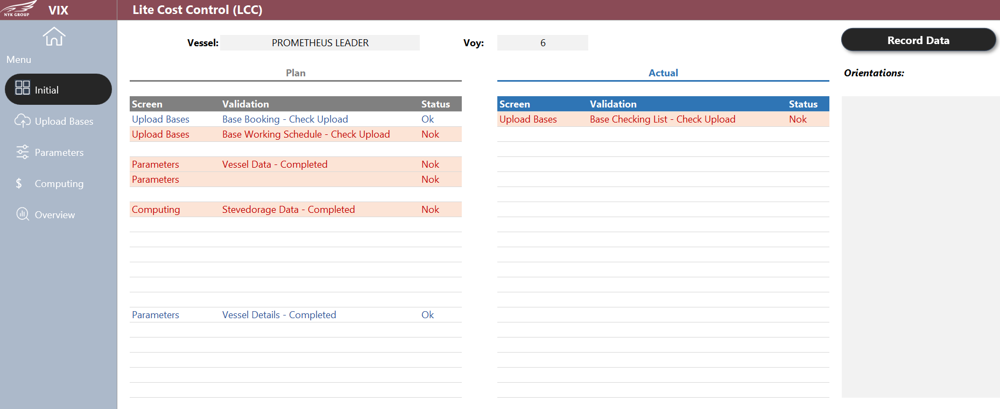 NYK GROUP
VIX
Lite Cost Control (LCC)
Menu
Initial
Upload Bases
Parameters
$ Computing
Overview
Vessel: PROMETHEUS LEADER Voy: 6
Record Data
Plan
Screen Validation Status
Upload Bases Base Booking - Check Upload Ok
Upload Bases Base Working Schedule - Check Upload Nok
Parameters Vessel Data - Completed Nok
Parameters Nok
Computing Stevedorage Data - Completed Nok
Parameters Vessel Details - Completed Ok
Actual
Screen Validation Status
Upload Bases Base Checking List - Check Upload Nok
Orientations: